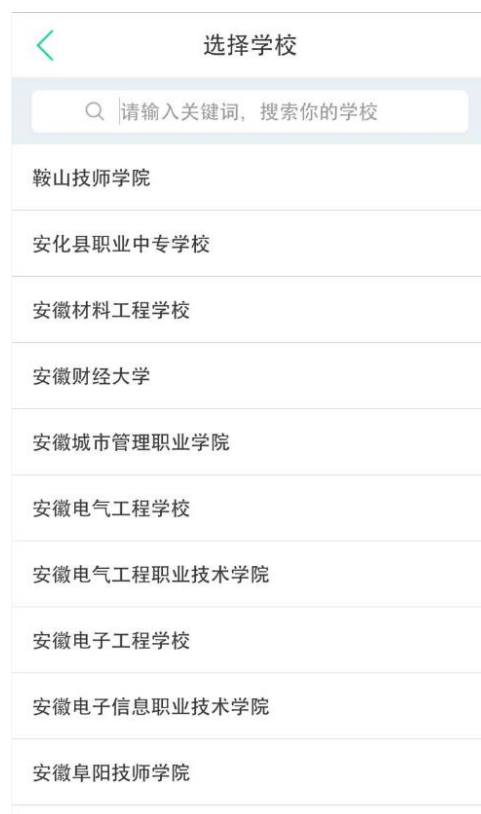 选择学校
请输入关键词，搜索你的学校
鞍山技师学院
安化县职业中专学校
安徽材料工程学校
安徽财经大学
安徽城市管理职业学院
安徽电气工程学校
安徽电气工程职业技术学院
安徽电子工程学校
安徽电子信息职业技术学院
安徽阜阳技师学院